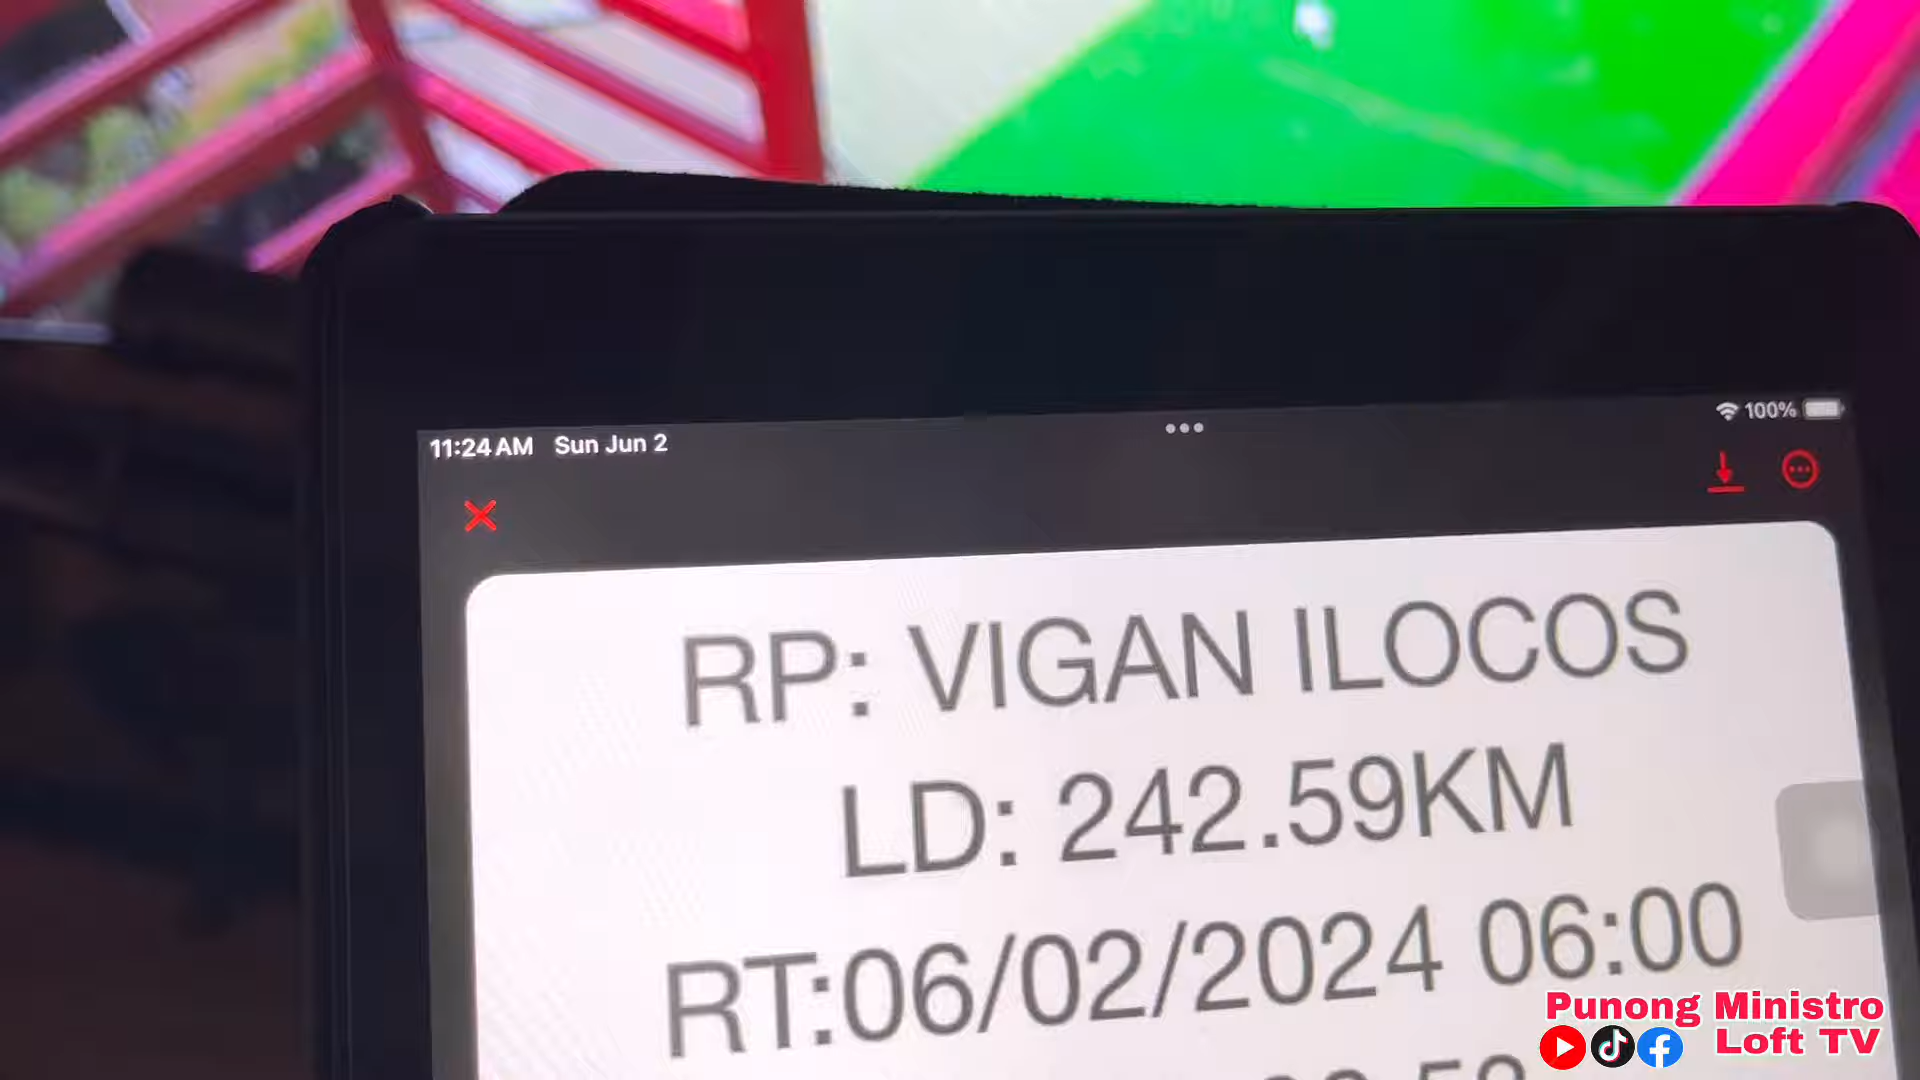 11:24 AM Sun Jun 2
100%
RP: VIGAN ILOCOS
LD: 242.59KM
RT:06/02/2024 06:00
Punong Ministro
Loft TV